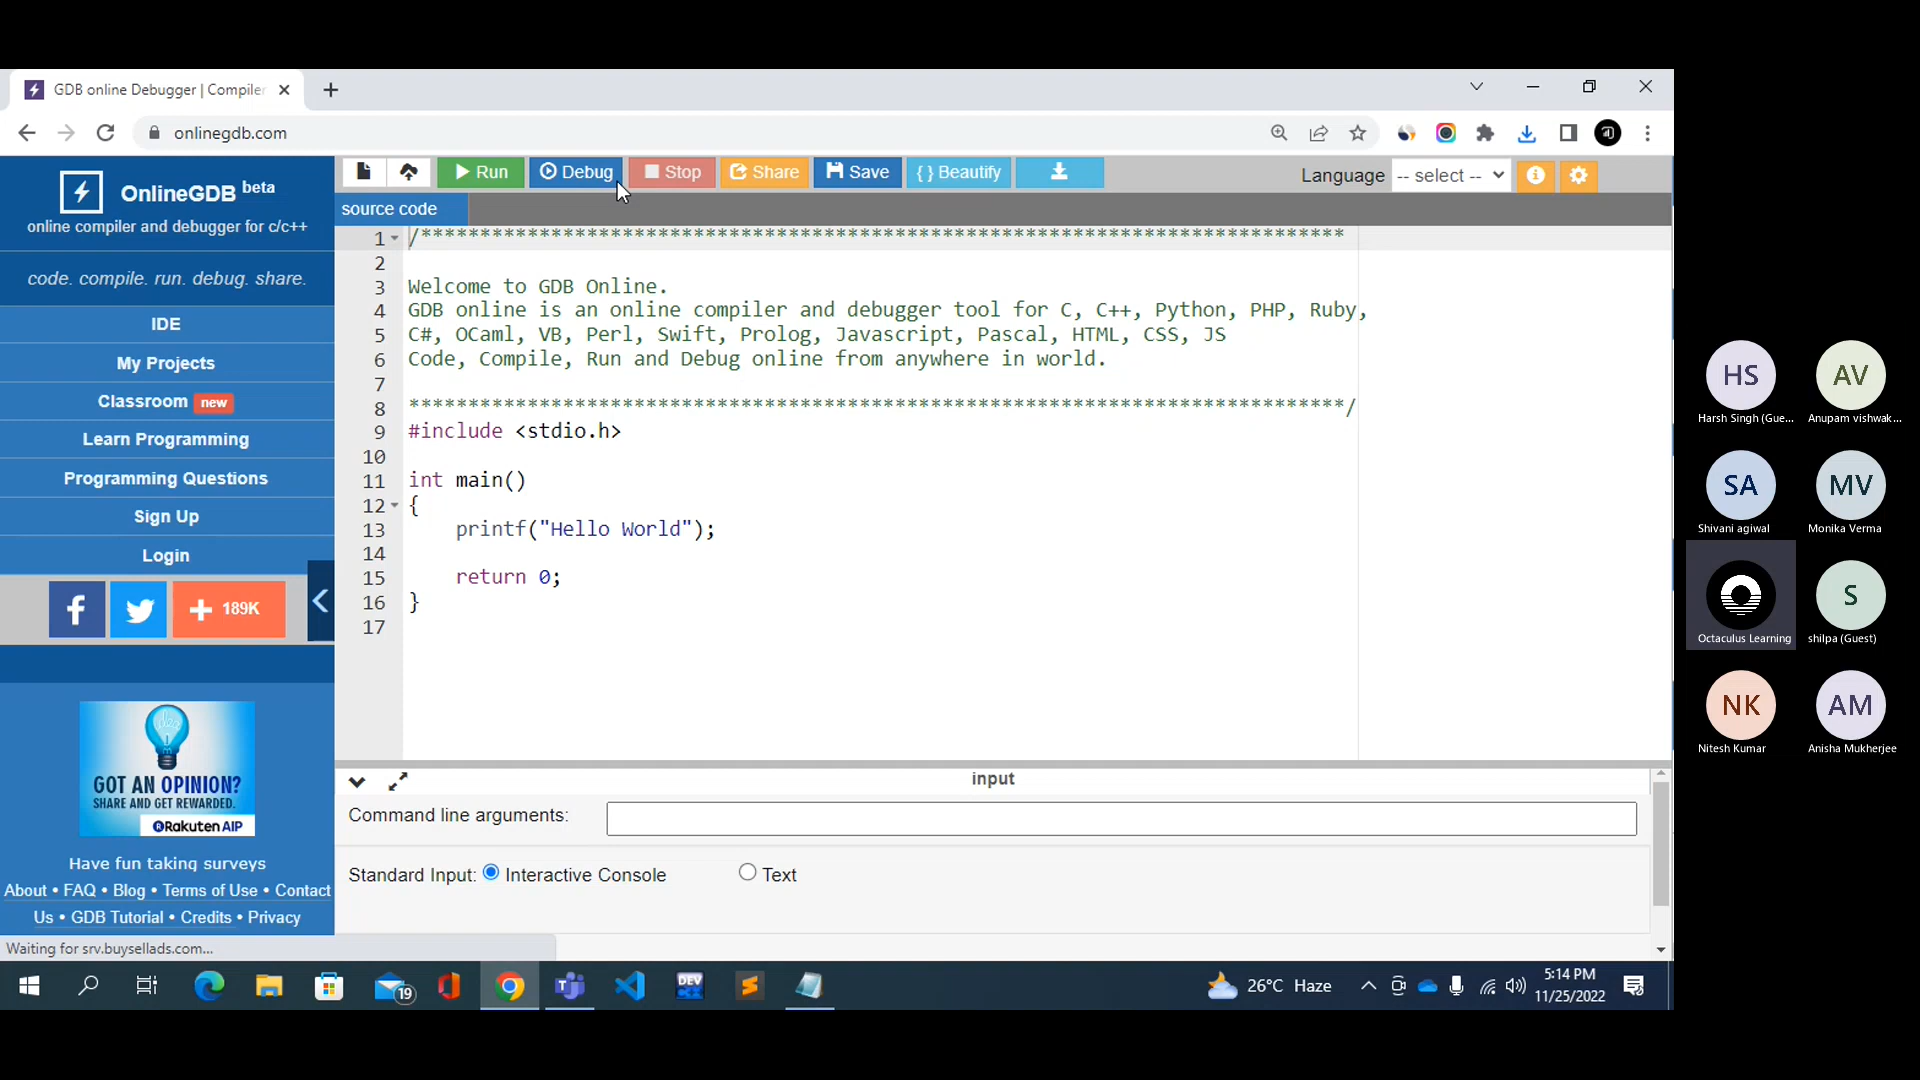 GDB online Debugger | Compiler
onlinegdb.com
OnlineGDB beta
online compiler and debugger for c/c++
code. compile. run. debug. share.
IDE
My Projects
Classroom new
Learn Programming
Programming Questions
Sign Up
Login
f
189K
idea
GOT AN OPINION?
SHARE AND GET REWARDED.
Rakuten AIP
Have fun taking surveys
About • FAQ • Blog • Terms of Use • Contact
Us • GDB Tutorial • Credits • Privacy
Waiting for srv.buysellads.com...
Run Debug Stop Share Save { } Beautify
Language -- select --
source code
1 /******************************************************************************
2
3 Welcome to GDB Online.
4 GDB online is an online compiler and debugger tool for C, C++, Python, PHP, Ruby,
5 C#, OCaml, VB, Perl, Swift, Prolog, Javascript, Pascal, HTML, CSS, JS
6 Code, Compile, Run and Debug online from anywhere in world.
7
8 *******************************************************************************/
9 #include <stdio.h>
10
11 int main()
12 {
13 printf("Hello World");
14
15 return 0;
16 }
17
input
Command line arguments:
Standard Input: Interactive Console Text
HS
Harsh Singh (Gue...
AV
Anupam vishwak...
SA
Shivani agiwal
MV
Monika Verma
Octaculus Learning
S
shilpa (Guest)
NK
Nitesh Kumar
AM
Anisha Mukherjee
19
DEV
26°C Haze
5:14 PM
11/25/2022